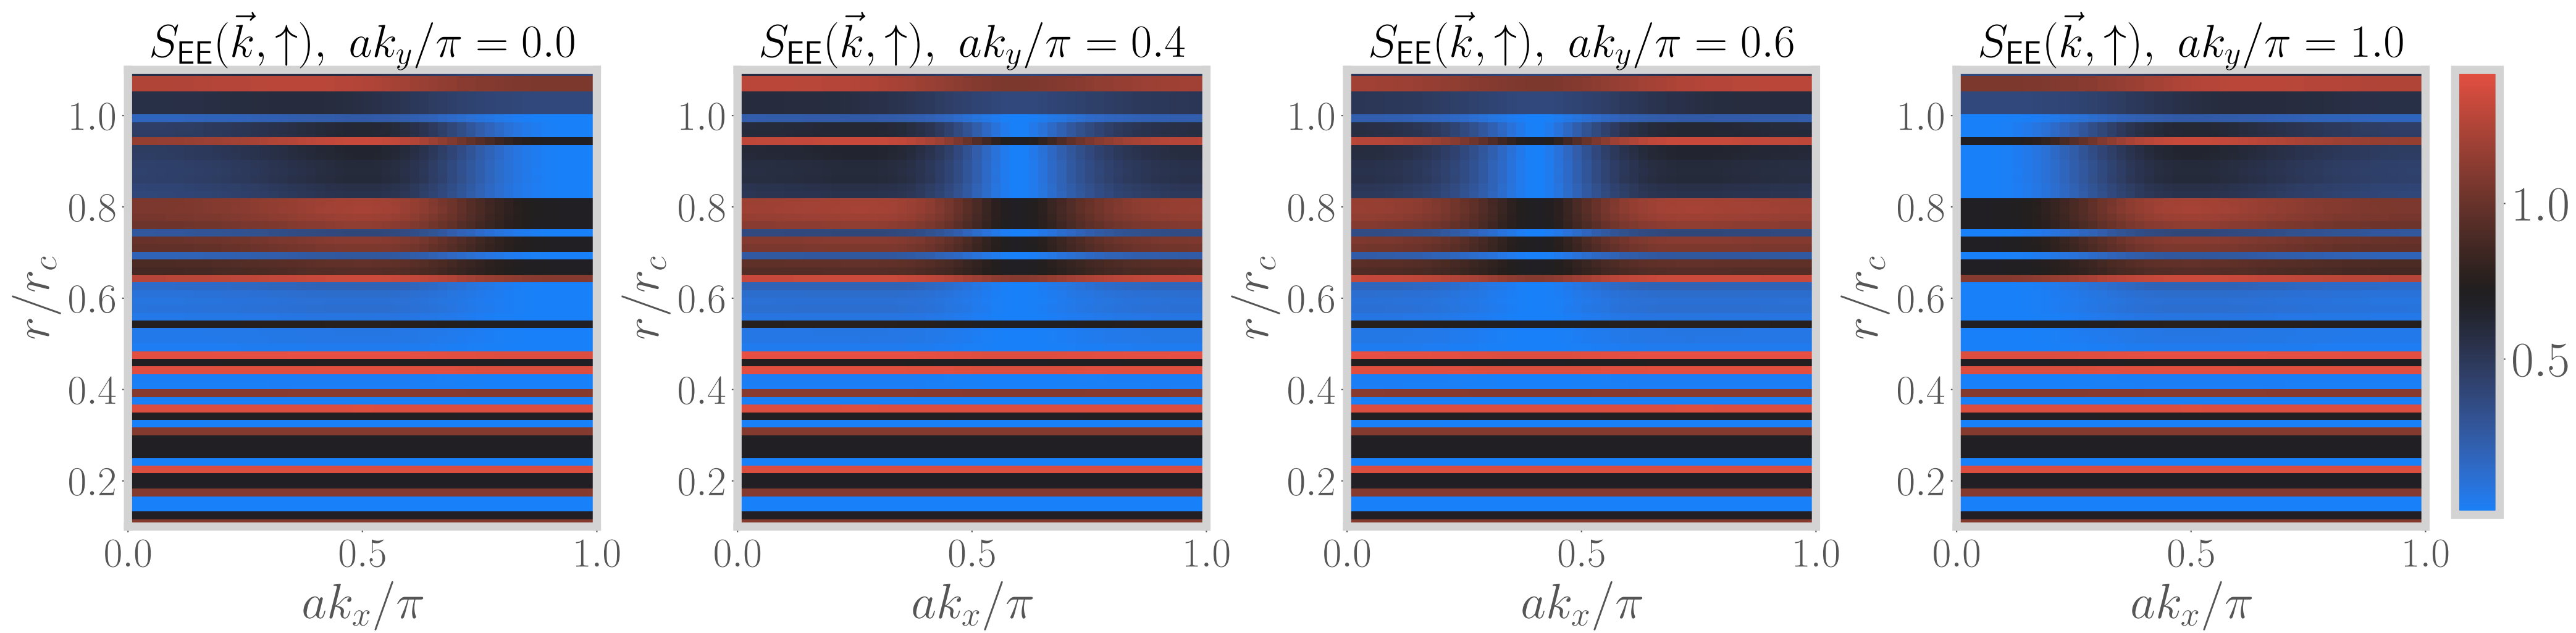 S_EE(k⃗, ↑), ak_y/π = 0.0
1.0
0.8
0.6
0.4
0.2
r/r_c
0.0 0.5 1.0
ak_x/π
S_EE(k⃗, ↑), ak_y/π = 0.4
1.0
0.8
0.6
0.4
0.2
r/r_c
0.0 0.5 1.0
ak_x/π
S_EE(k⃗, ↑), ak_y/π = 0.6
1.0
0.8
0.6
0.4
0.2
r/r_c
0.0 0.5 1.0
ak_x/π
S_EE(k⃗, ↑), ak_y/π = 1.0
1.0
0.8
0.6
0.4
0.2
r/r_c
0.0 0.5 1.0
ak_x/π
1.0
0.5